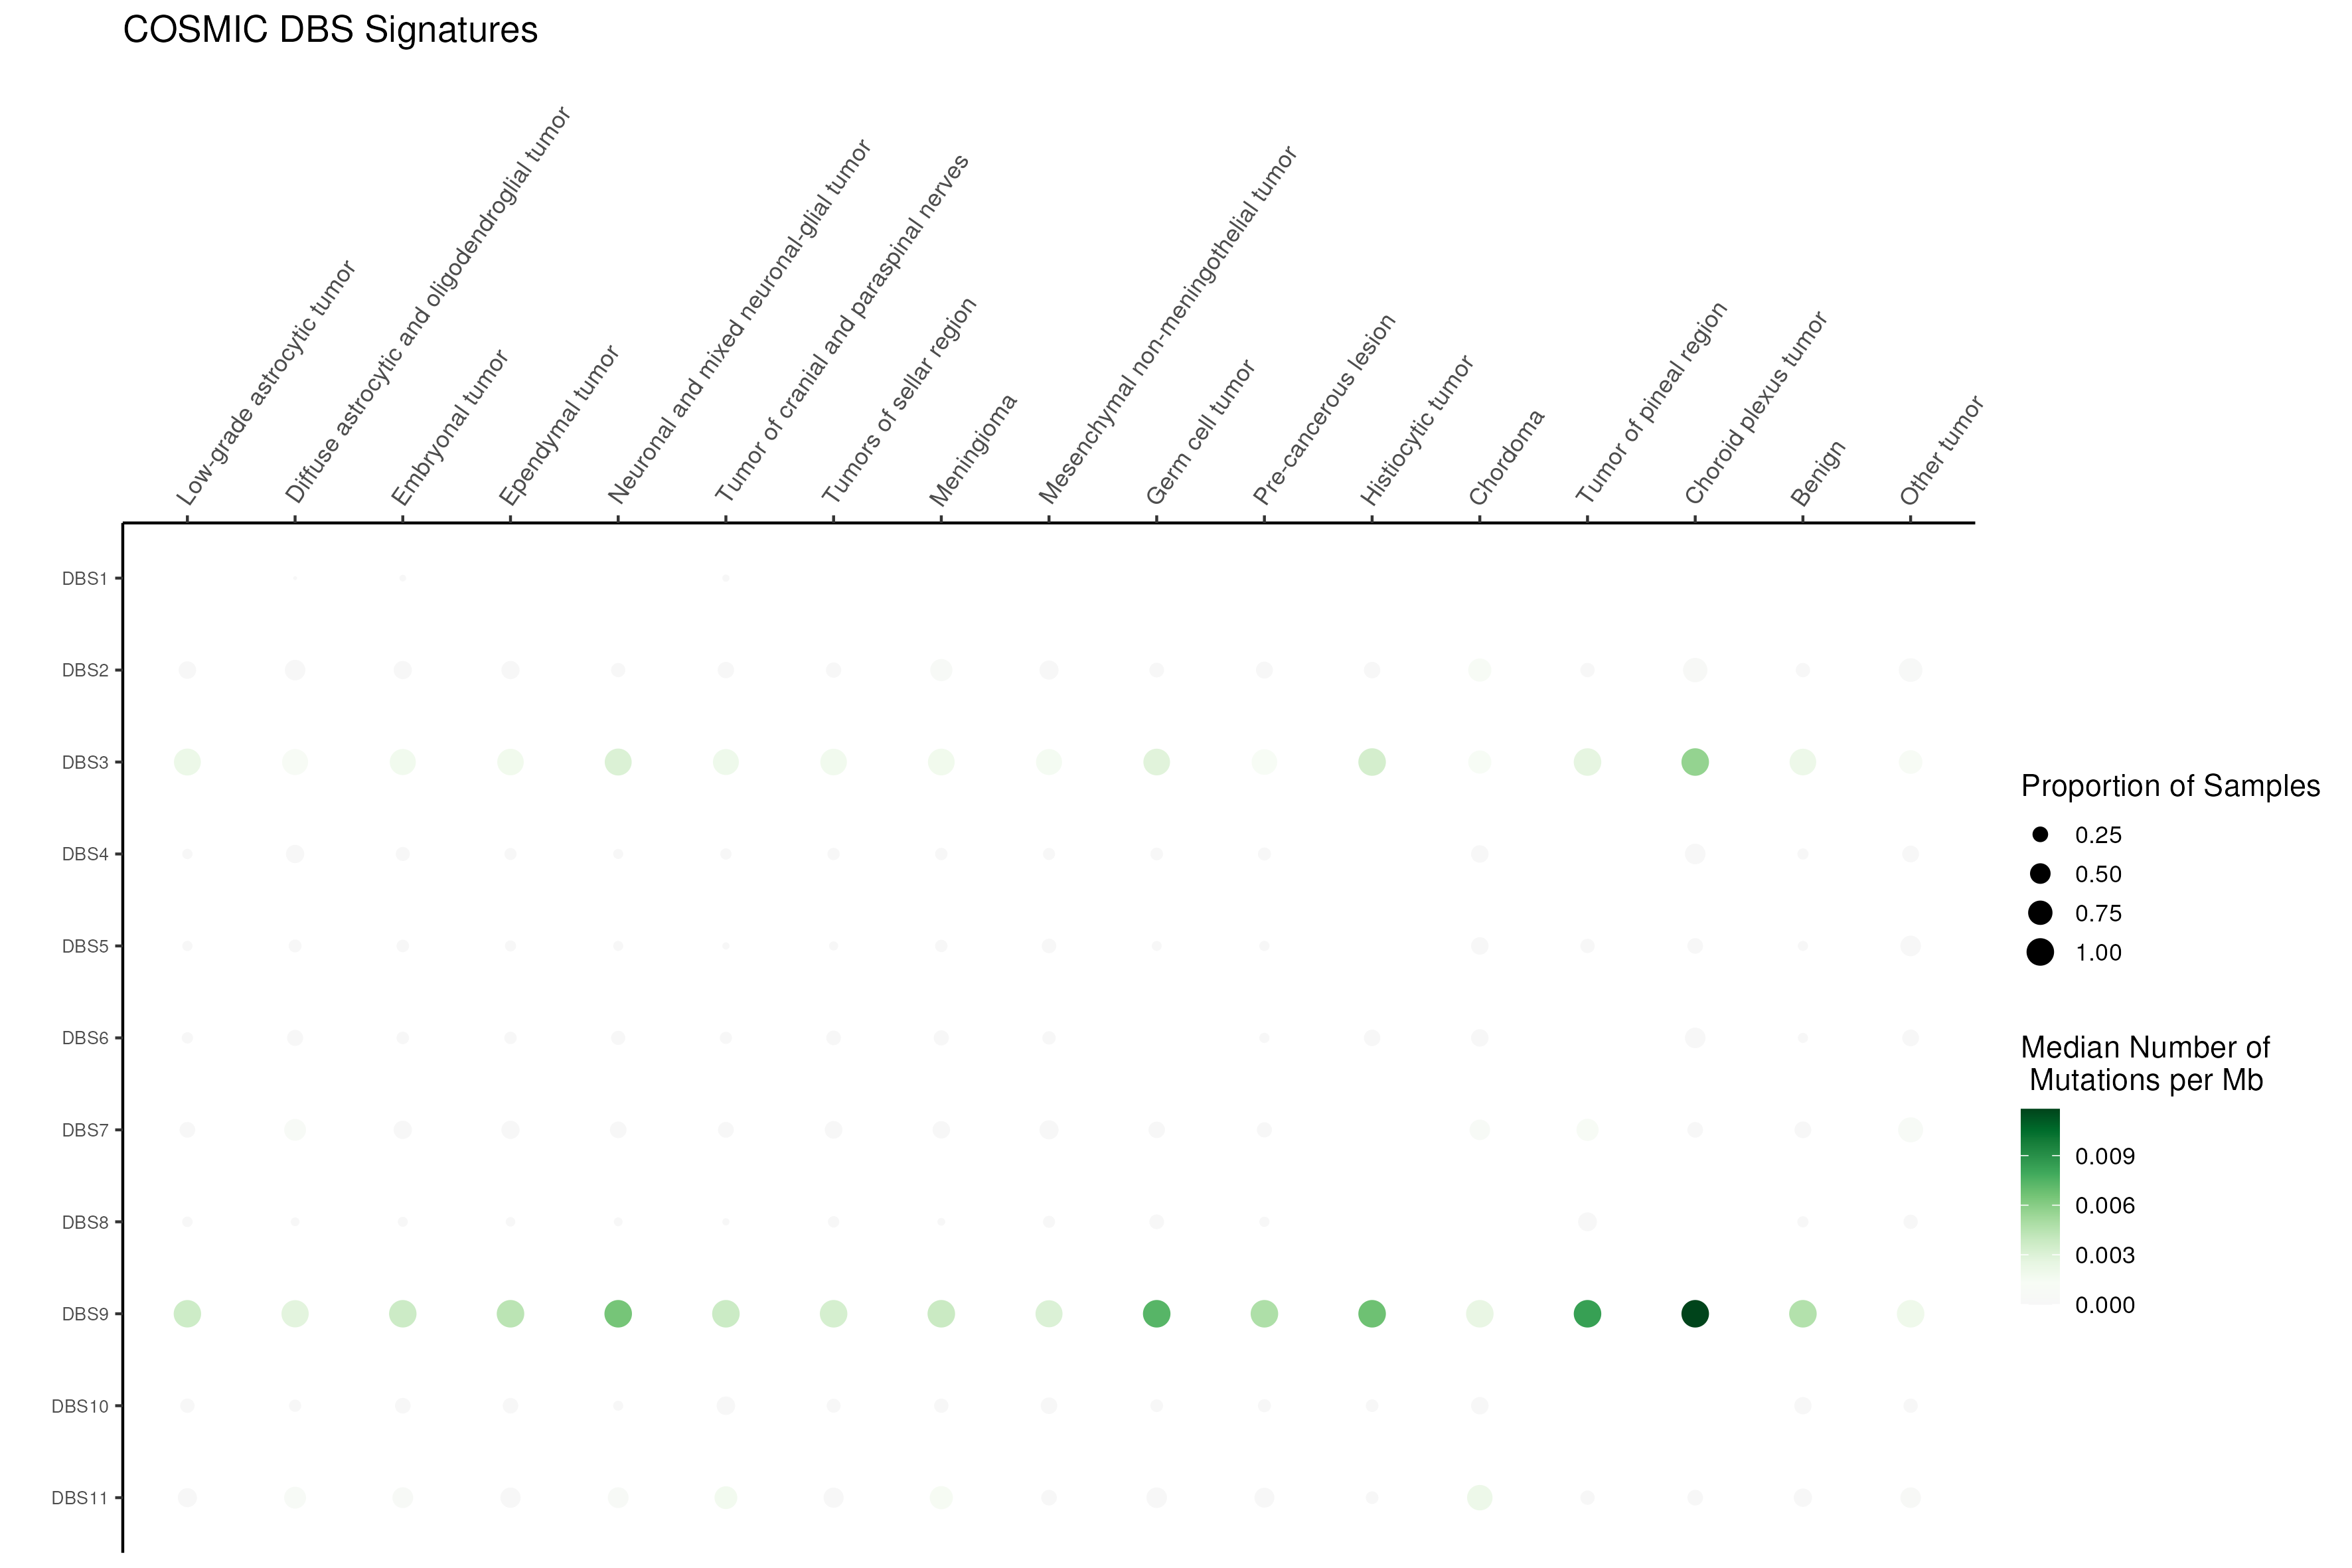 COSMIC DBS Signatures
Low-grade astrocytic tumor
Diffuse astrocytic and oligodendroglial tumor
Embryonal tumor
Ependymal tumor
Neuronal and mixed neuronal-glial tumor
Tumor of cranial and paraspinal nerves
Tumors of sellar region
Meningioma
Mesenchymal non-meningothelial tumor
Germ cell tumor
Pre-cancerous lesion
Histiocytic tumor
Chordoma
Tumor of pineal region
Choroid plexus tumor
Benign
Other tumor
DBS1
DBS2
DBS3
DBS4
DBS5
DBS6
DBS7
DBS8
DBS9
DBS10
DBS11
Proportion of Samples
0.25
0.50
0.75
1.00
Median Number of
Mutations per Mb
0.009
0.006
0.003
0.000